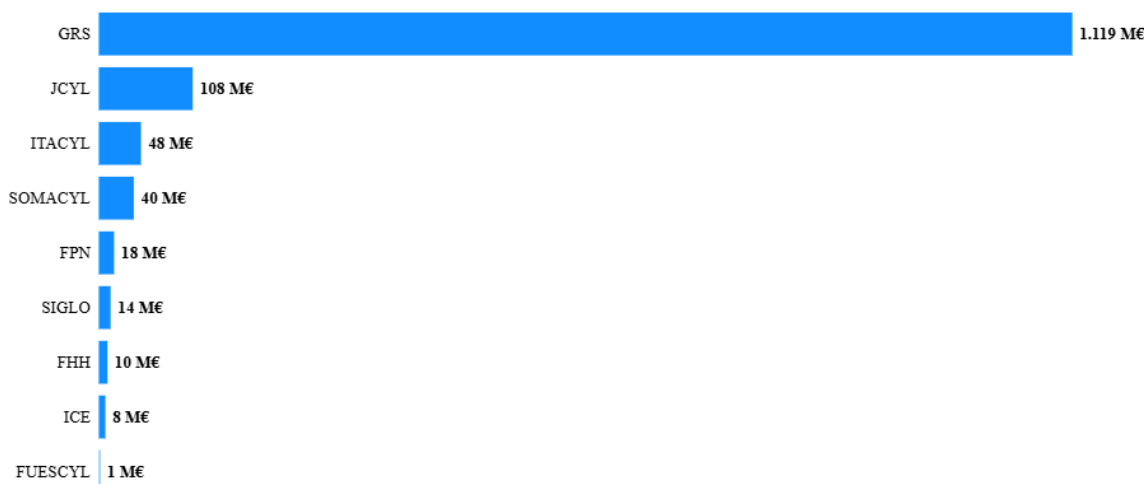 GRS 1.119 M€
JCYL 108 M€
ITACYL 48 M€
SOMACYL 40 M€
FPN 18 M€
SIGLO 14 M€
FHH 10 M€
ICE 8 M€
FUESCYL 1 M€